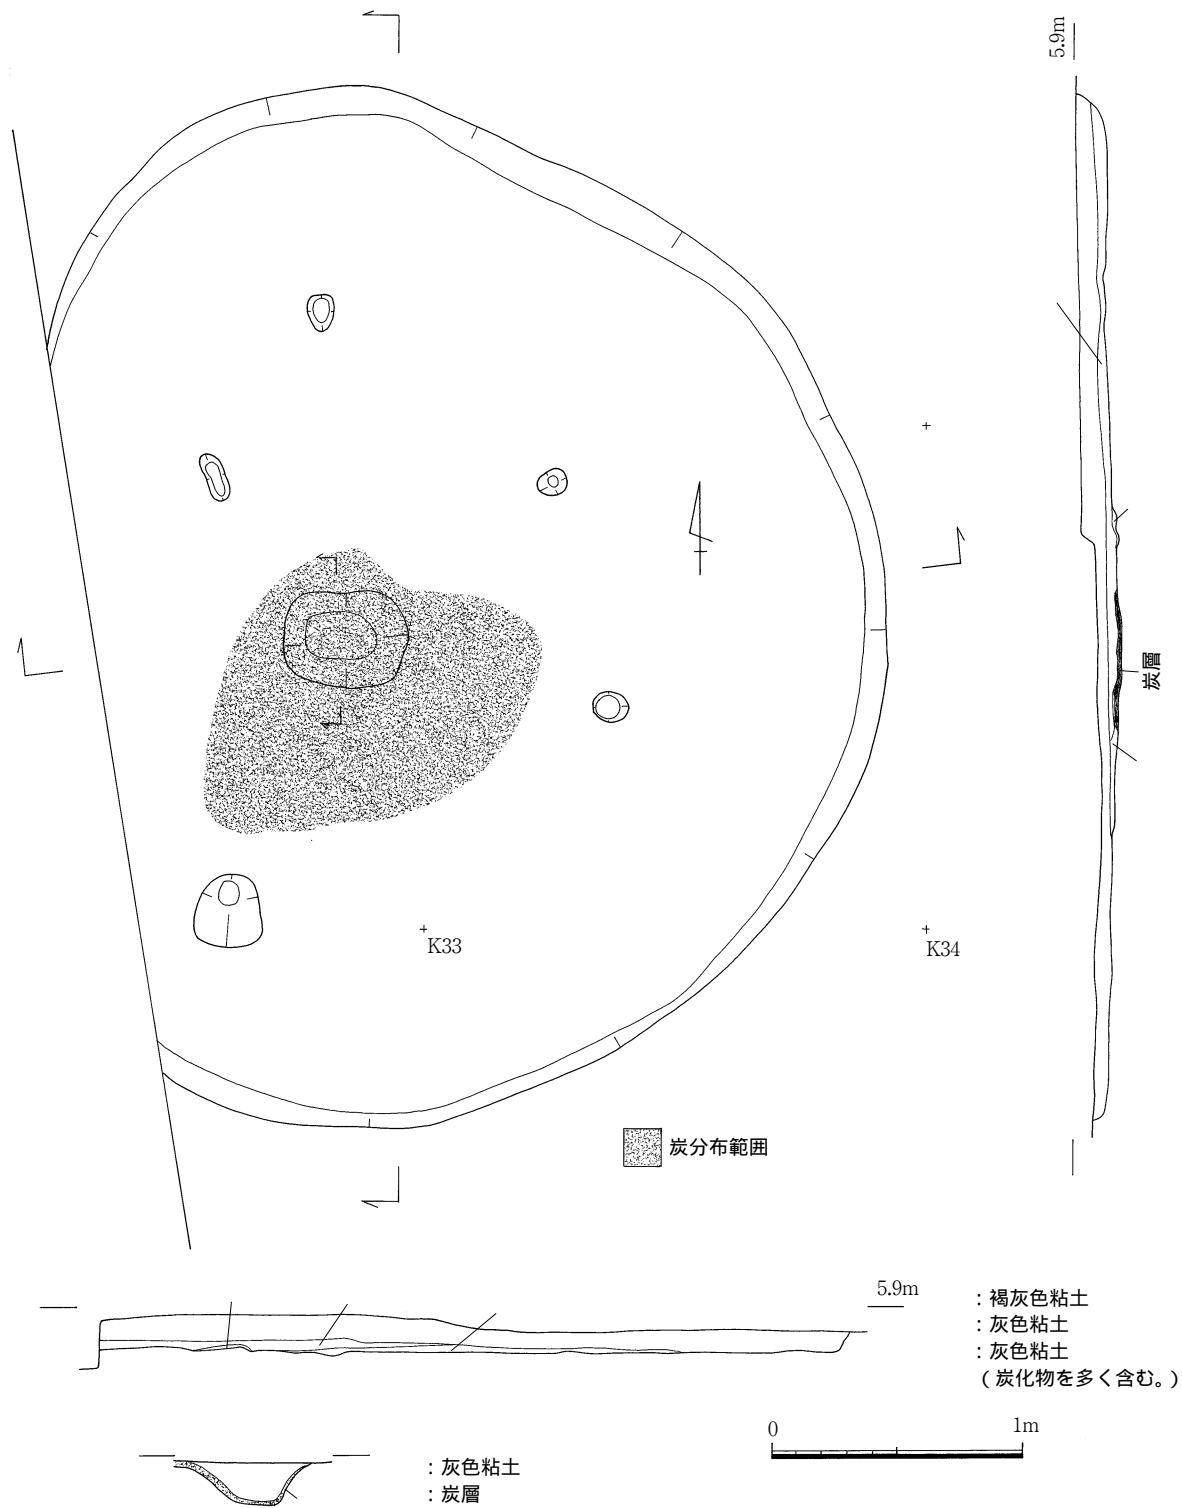 5.9m
炭層
K33
K34
炭分布範囲
5.9m
：褐灰色粘土
：灰色粘土
：灰色粘土
（炭化物を多く含む。）
0 1m
：灰色粘土
：炭層